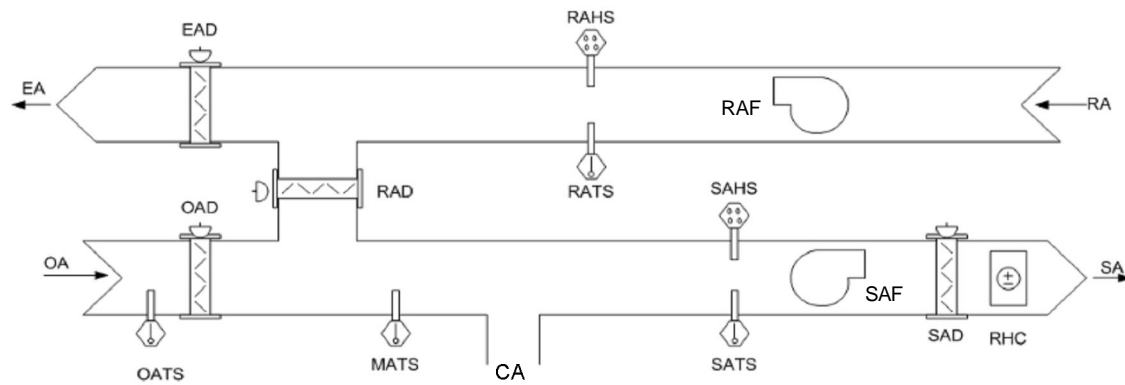 RAHS
EAD
EA
RAF
RA
RAD
RATS
SAHS
OAD
OA
SA
SAF
SAD
RHC
MATS
SATS
OATS
CA